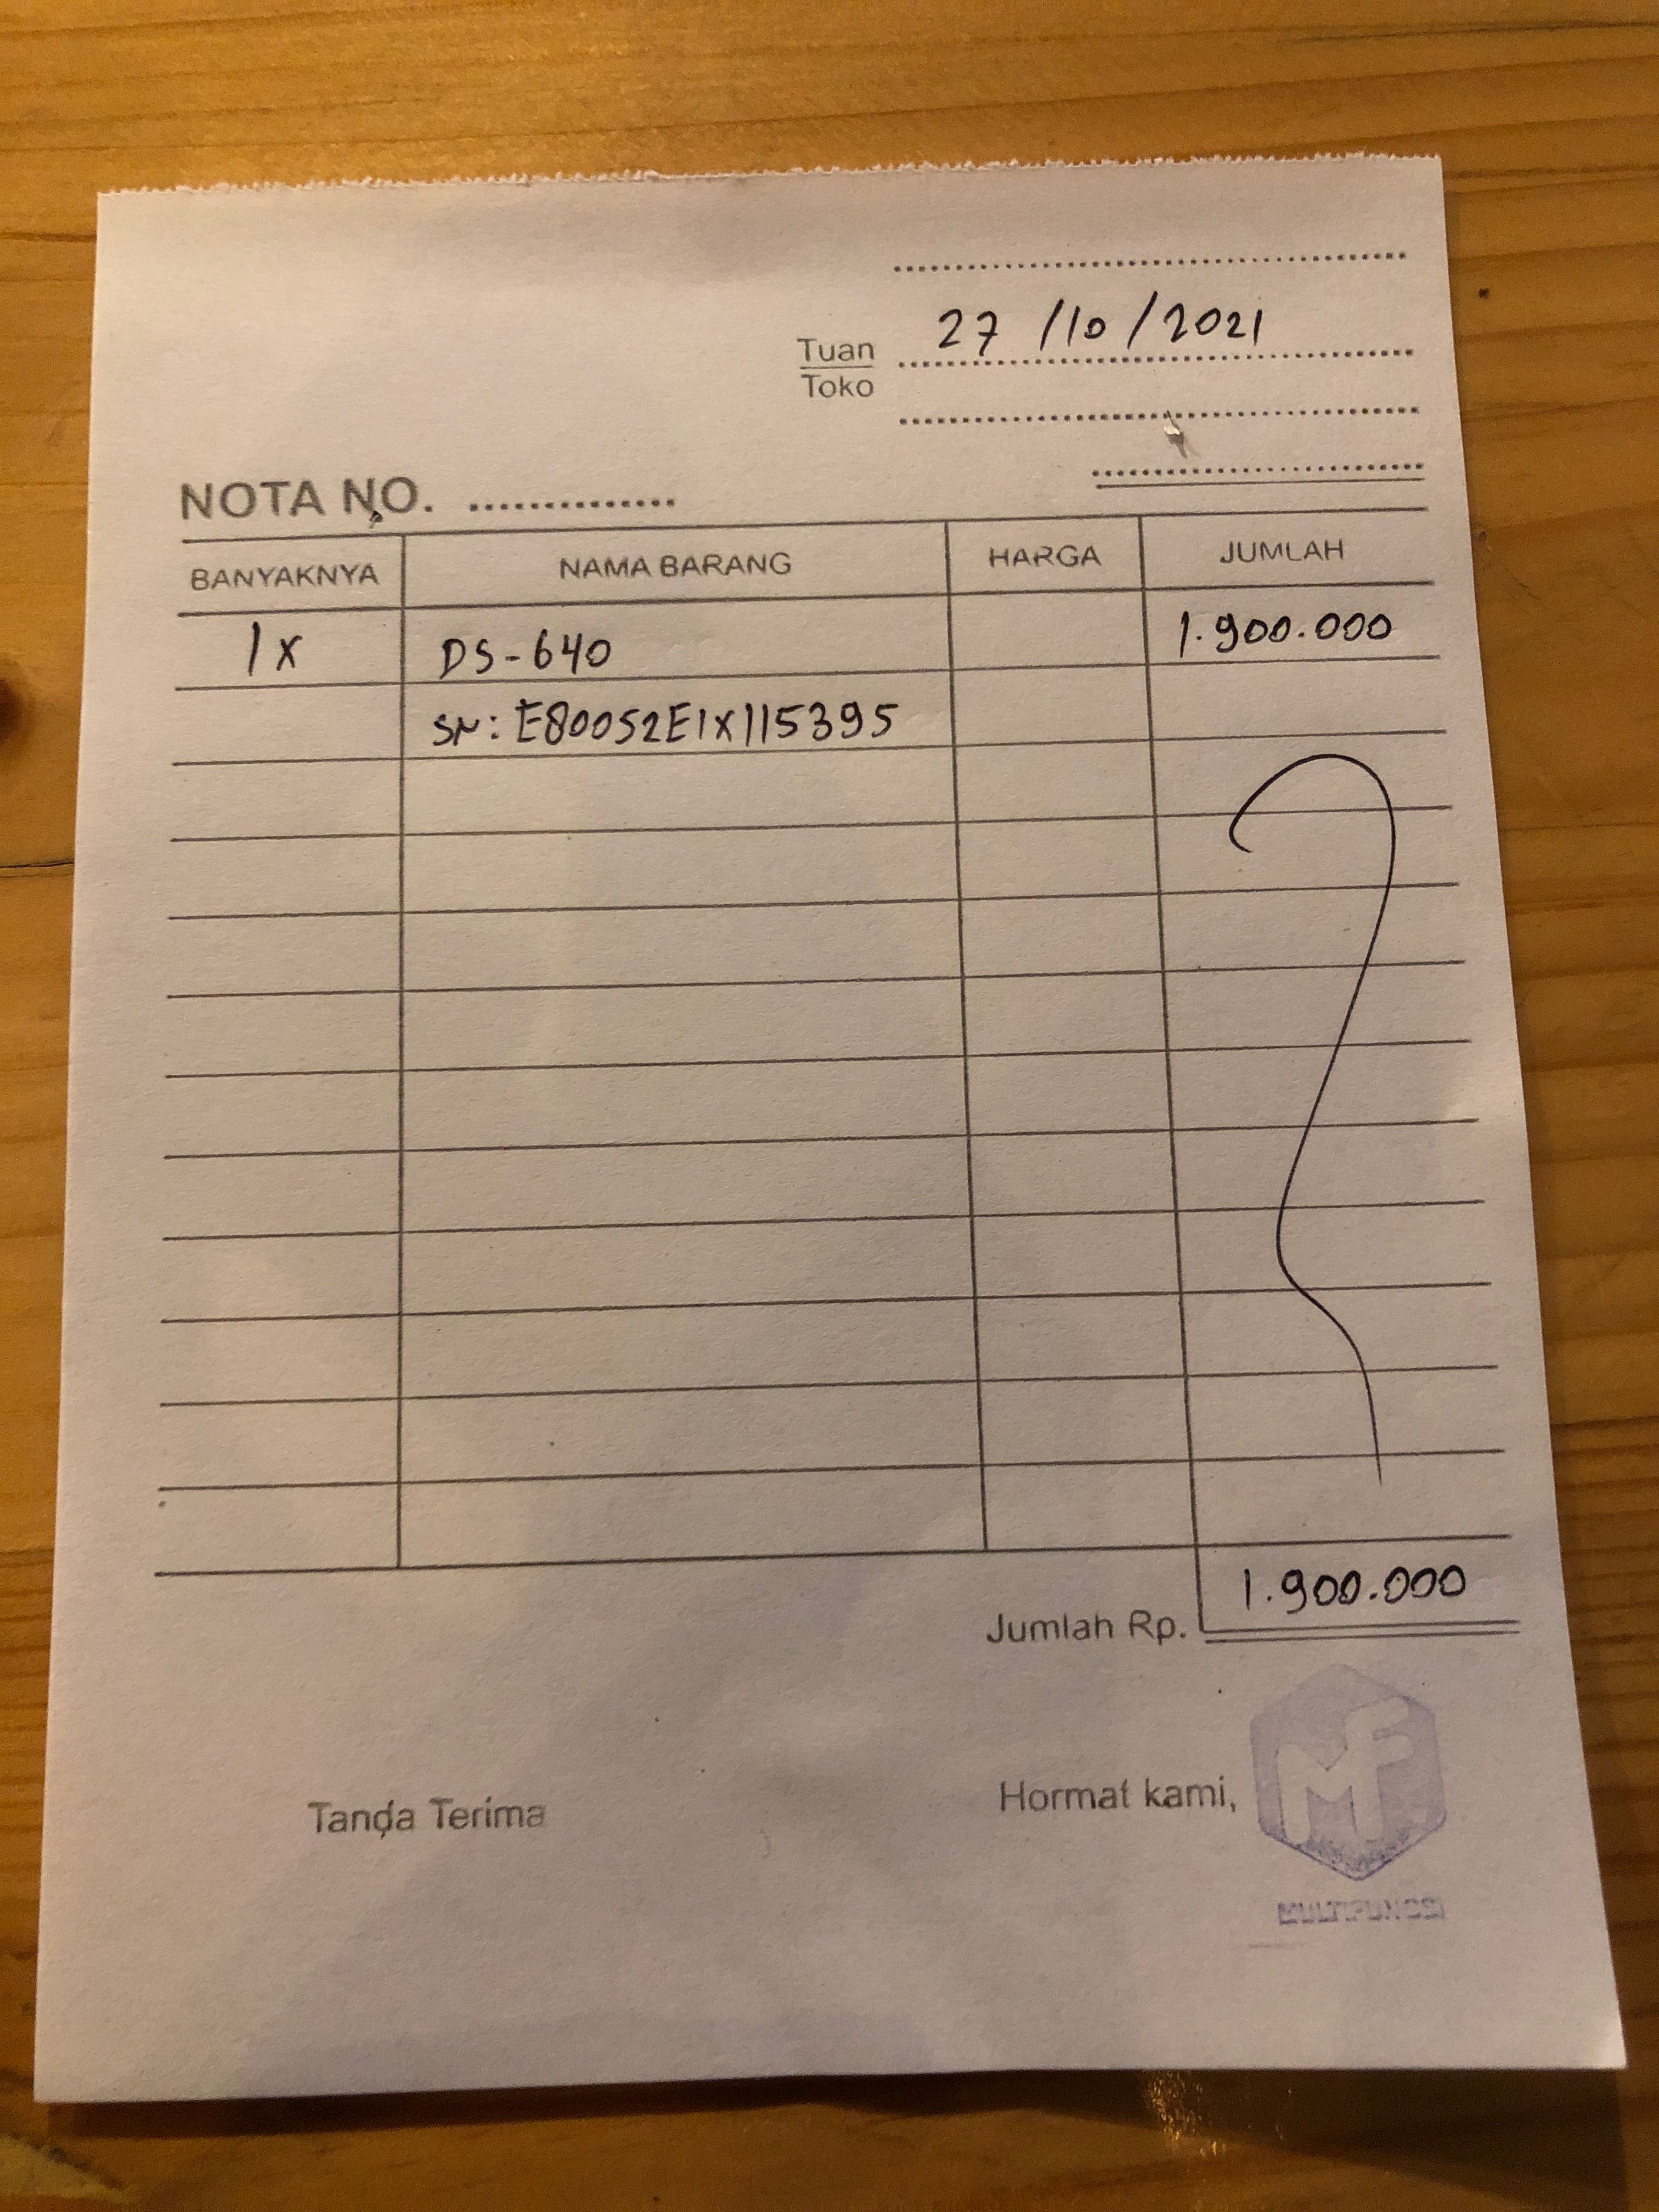 27 /10 /2021
Tuan
Toko
NOTA NO. ..............
BANYAKNYA NAMA BARANG HARGA JUMLAH
1x DS-640 1.900.000
SN: E80052E1X115395
Jumlah Rp. 1.900.000
Tanda Terima Hormat kami,
MF
MULTIFUNGSI